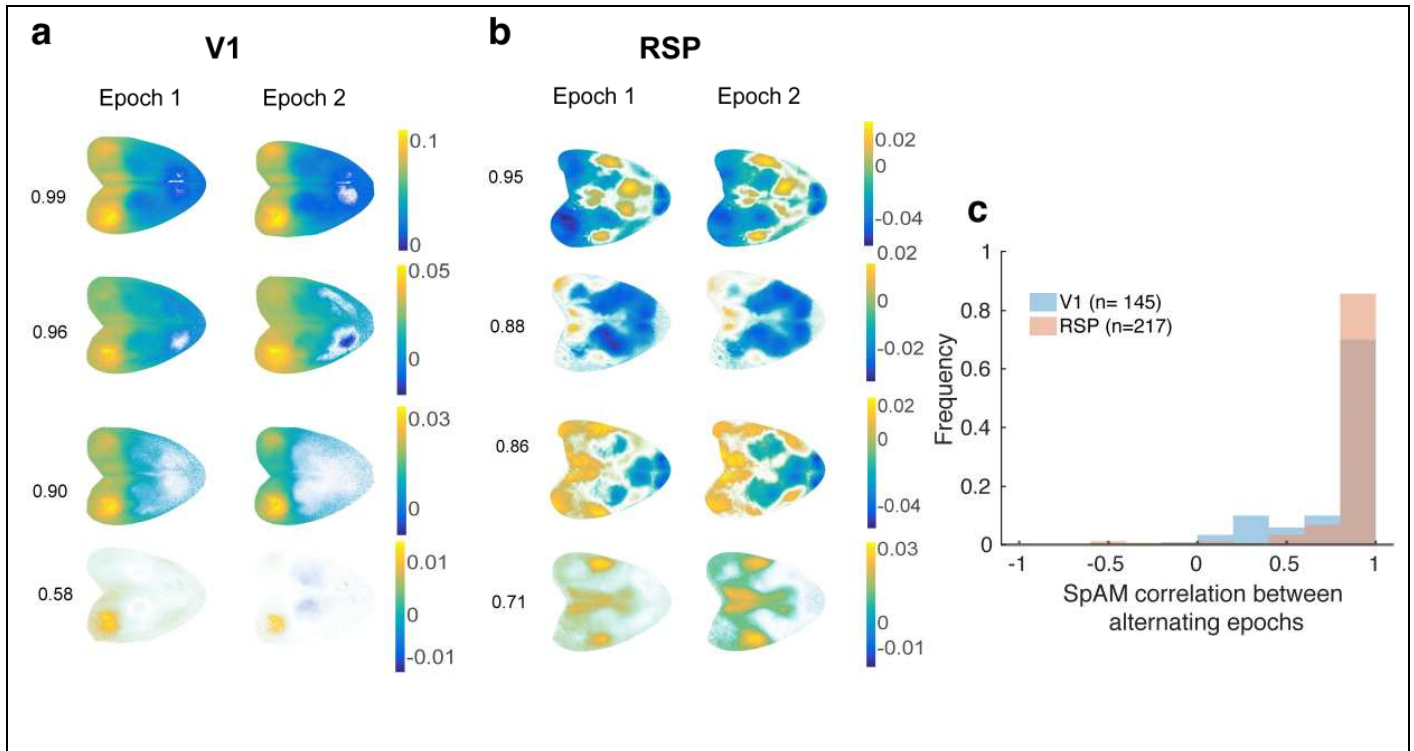 a
V1
Epoch 1
Epoch 2
0.99
0.1
0
0.96
0.05
0
0.90
0.03
0
0.58
0.01
0
-0.01
b
RSP
Epoch 1
Epoch 2
0.95
0.02
0
-0.04
0.88
0.02
0
-0.02
0.86
0.02
0
-0.04
0.71
0.03
0
-0.01
c
1
0.8
0.6
0.4
0.2
0
Frequency
V1 (n= 145)
RSP (n=217)
-1
-0.5
0
0.5
1
SpAM correlation between
alternating epochs